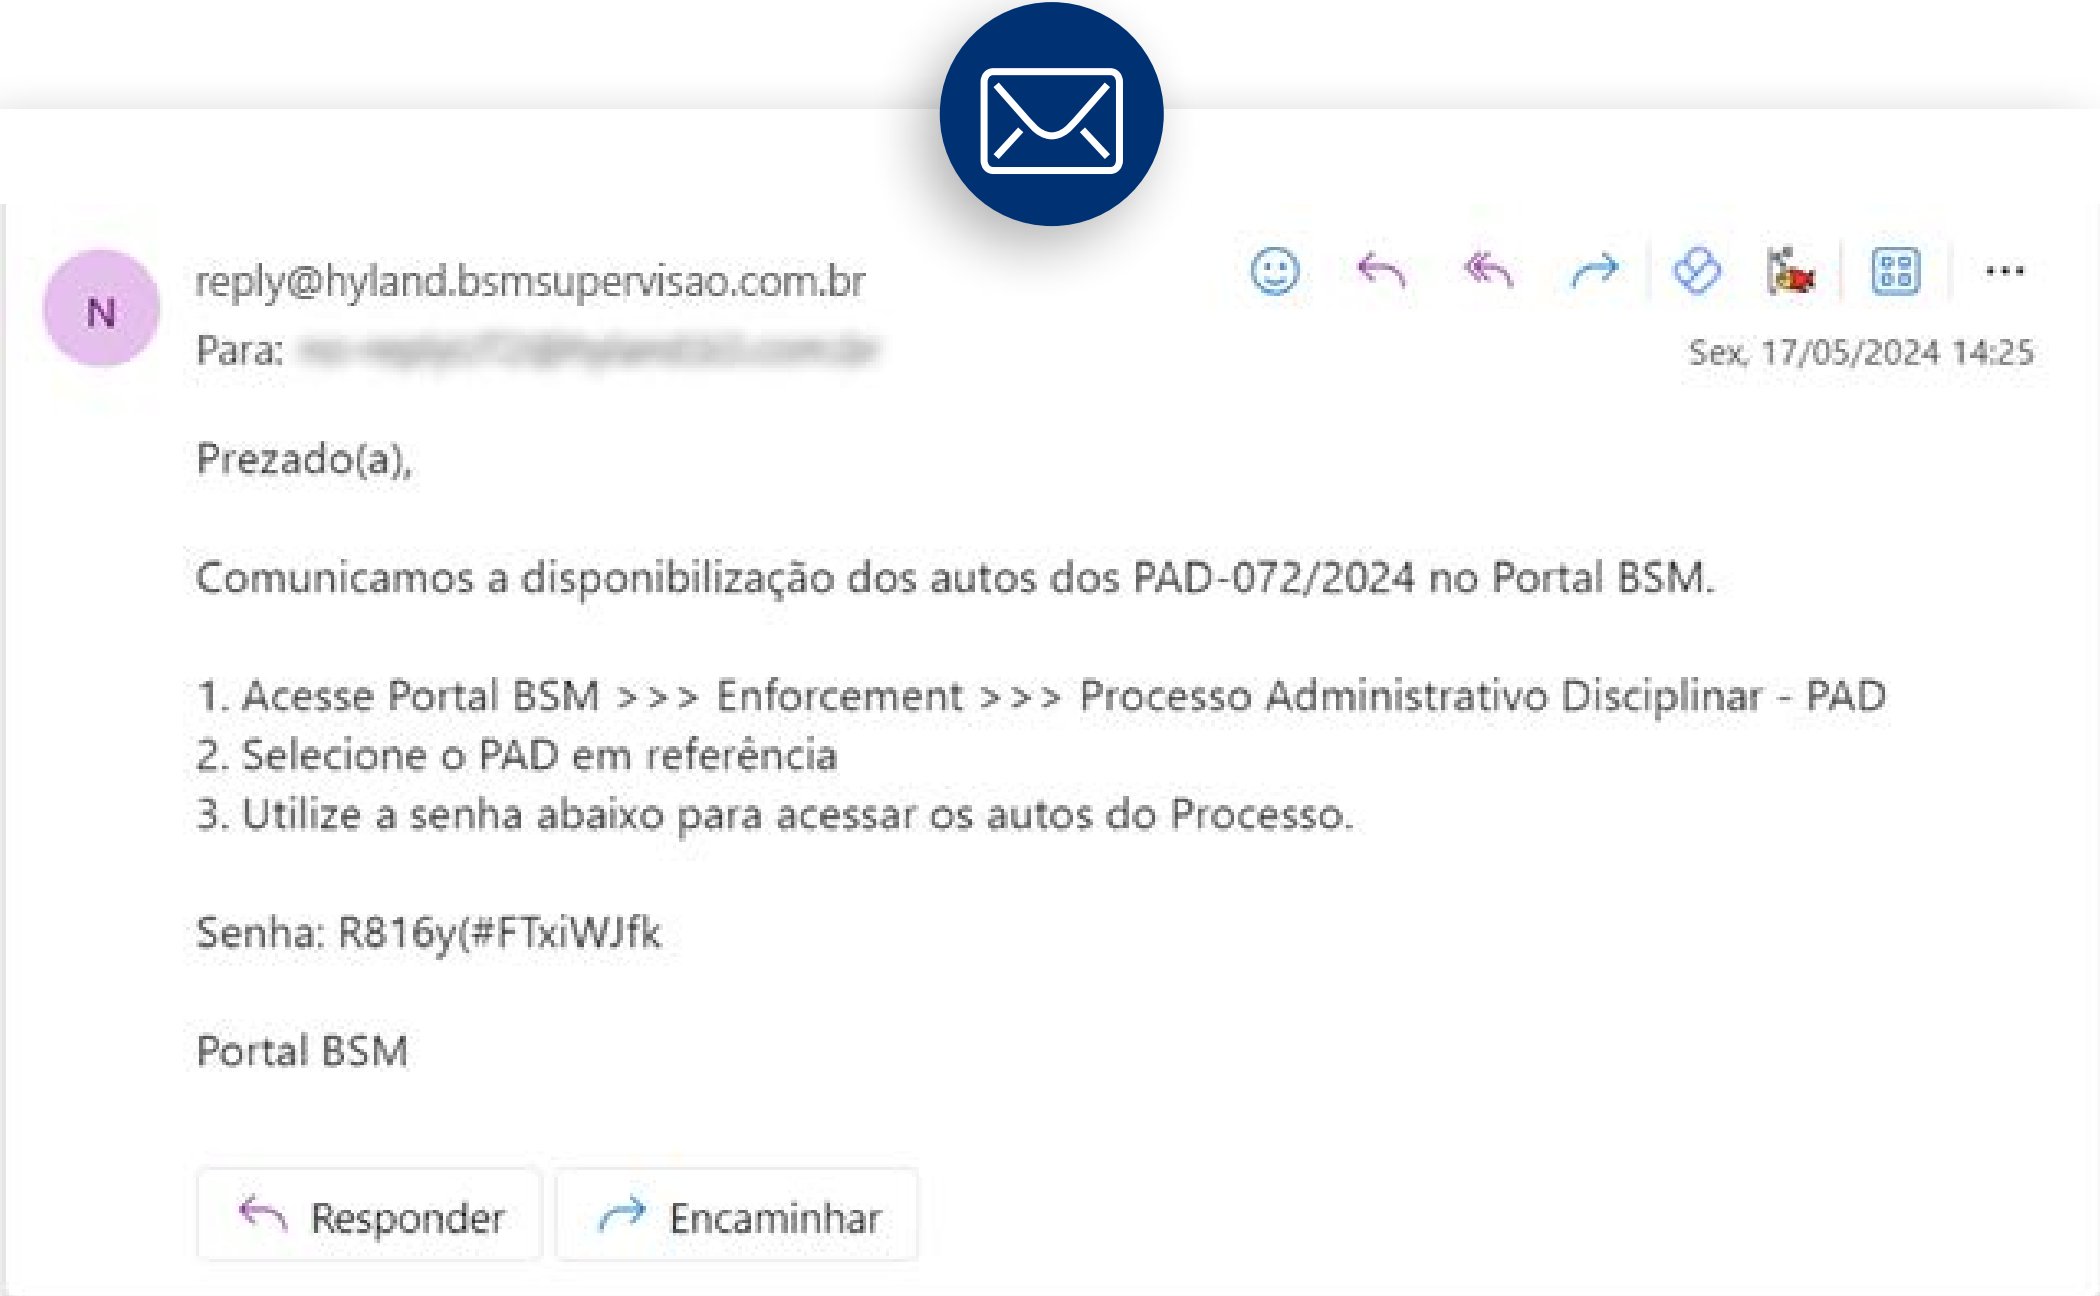 N
reply@hyland.bsmsupervisao.com.br
Para:
Sex, 17/05/2024 14:25
Prezado(a),
Comunicamos a disponibilização dos autos dos PAD-072/2024 no Portal BSM.
1. Acesse Portal BSM >>> Enforcement >>> Processo Administrativo Disciplinar - PAD
2. Selecione o PAD em referência
3. Utilize a senha abaixo para acessar os autos do Processo.
Senha: R816y(#FTxiWJfk
Portal BSM
Responder
Encaminhar